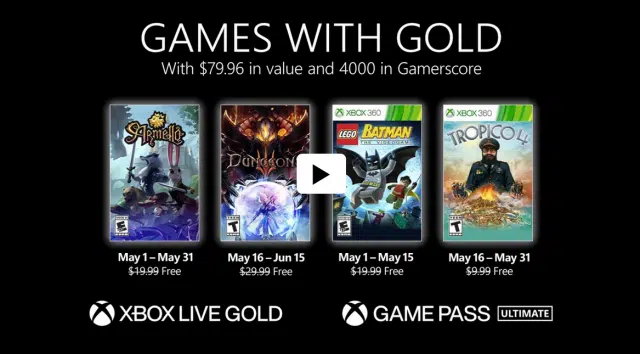 GAMES WITH GOLD
With $79.96 in value and 4000 in Gamerscore
Armello
DUNGEONS
XBOX 360
LEGO BATMAN
THE VIDEOGAME
XBOX 360
TROPICO 4
E
T
E
T
May 1 – May 31
$19.99 Free
May 16 – Jun 15
$29.99 Free
May 1 – May 15
$19.99 Free
May 16 – May 31
$9.99 Free
XBOX LIVE GOLD
GAME PASS ULTIMATE